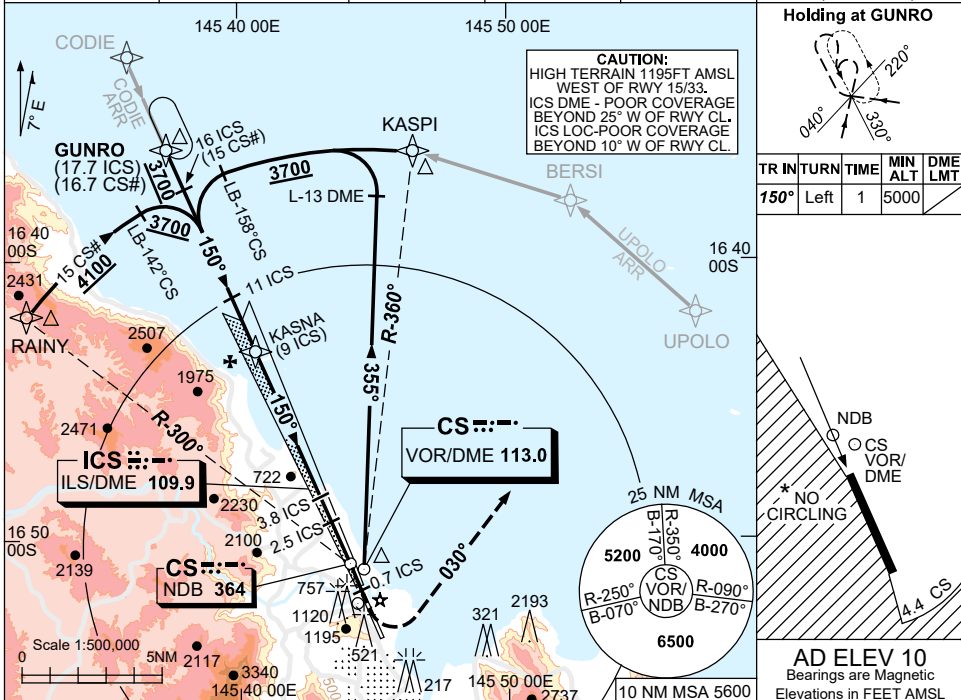 145 40 00E
145 50 00E
CODIE
CODIE
ARR
7° E
CAUTION:
HIGH TERRAIN 1195FT AMSL
WEST OF RWY 15/33.
ICS DME - POOR COVERAGE
BEYOND 25° W OF RWY CL.
ICS LOC-POOR COVERAGE
BEYOND 10° W OF RWY CL.
GUNRO
(17.7 ICS)
(16.7 CS#)
16 ICS
(15 CS#)
3700
KASPI
3700
LB-158°CS
L-13 DME
BERSI
UPOLO
ARR
UPOLO
3700
LB-142°CS
15 CS#
4100
150°
16 40
00S
16 40
00S
2431
RAINY
11 ICS
KASNA
(9 ICS)
R-360°
355°
2507
1975
150°
2471
R-300°
ICS
ILS/DME 109.9
CS
VOR/DME 113.0
722
2230
3.8 ICS
2.5 ICS
16 50
00S
2139
2100
CS
NDB 364
757
0.7 ICS
030°
1120
1195
521
217
321
2193
2737
2117
3340
5000
Scale 1:500,000
0
5NM
145 40 00E
145 50 00E
25 NM MSA
5200
B-170°
R-350°
4000
CS
VOR/
NDB
R-250°
B-070°
R-090°
B-270°
6500
10 NM MSA 5600
Holding at GUNRO
220°
040°
330°
TR IN TURN TIME MIN ALT DME LMT
150° Left 1 5000
NDB
CS
VOR/
DME
* NO
CIRCLING
4.4 CS
AD ELEV 10
Bearings are Magnetic
Elevations in FEET AMSL